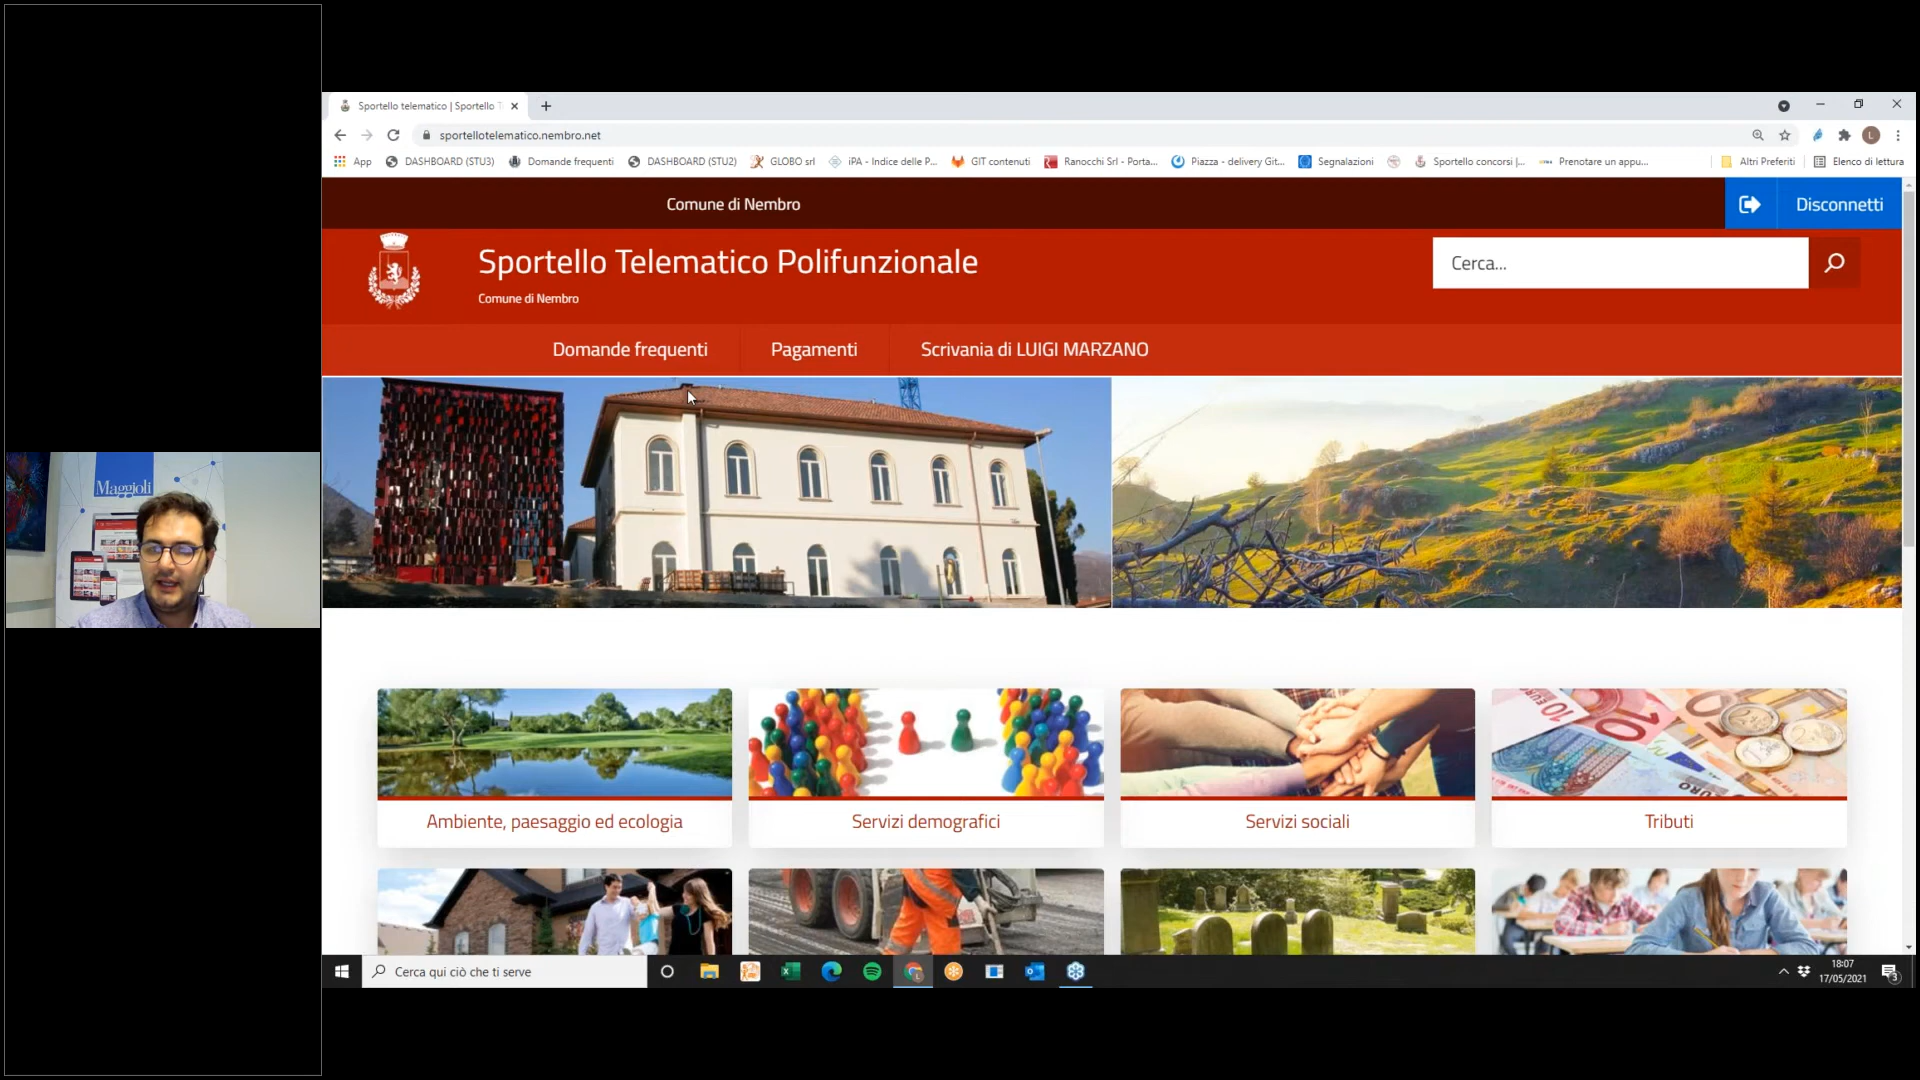 Maggioli
Sportello telematico | Sportello T
sportellotelematico.nembro.net
App
DASHBOARD (STU3)
Domande frequenti
DASHBOARD (STU2)
GLOBO srl
iPA - Indice delle P...
GIT contenuti
Ranocchi Srl - Porta...
Piazza - delivery Git...
Segnalazioni
Sportello concorsi |...
Prenotare un appu...
Altri Preferiti
Elenco di lettura
Comune di Nembro
Disconnetti
Sportello Telematico Polifunzionale
Comune di Nembro
Cerca...
Domande frequenti
Pagamenti
Scrivania di LUIGI MARZANO
Ambiente, paesaggio ed ecologia
Servizi demografici
Servizi sociali
Tributi
Cerca qui ciò che ti serve
18:07
17/05/2021
3